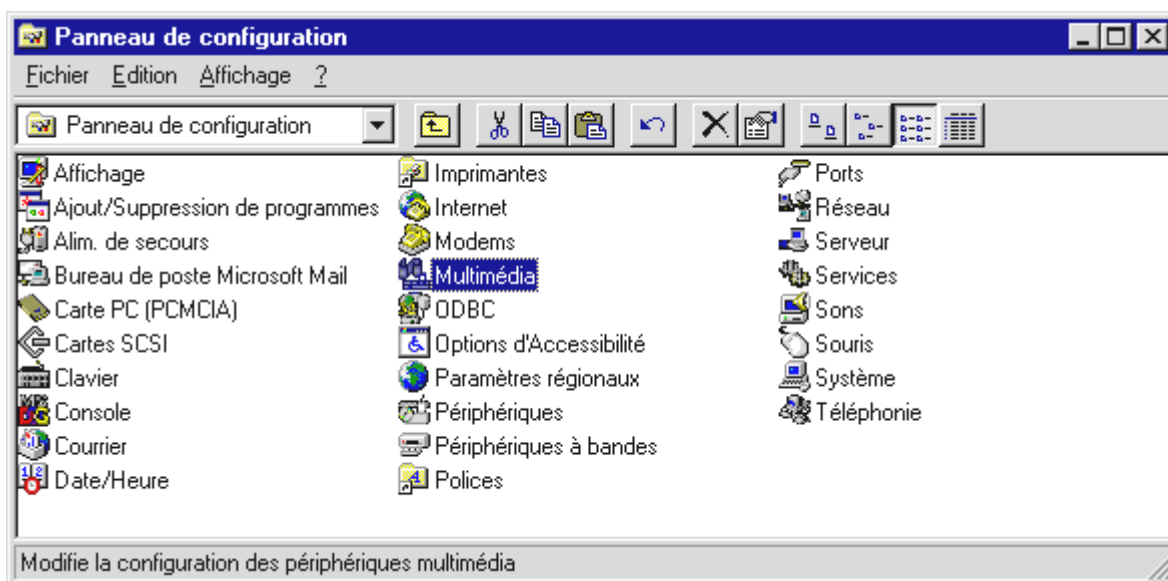 Panneau de configuration
Fichier Edition Affichage ?
Panneau de configuration
Affichage
Ajout/Suppression de programmes
Alim. de secours
Bureau de poste Microsoft Mail
Carte PC (PCMCIA)
Cartes SCSI
Clavier
Console
Courrier
Date/Heure
Imprimantes
Internet
Modems
Multimédia
ODBC
Options d'Accessibilité
Paramètres régionaux
Périphériques
Périphériques à bandes
Polices
Ports
Réseau
Serveur
Services
Sons
Souris
Système
Téléphonie
Modifie la configuration des périphériques multimédia